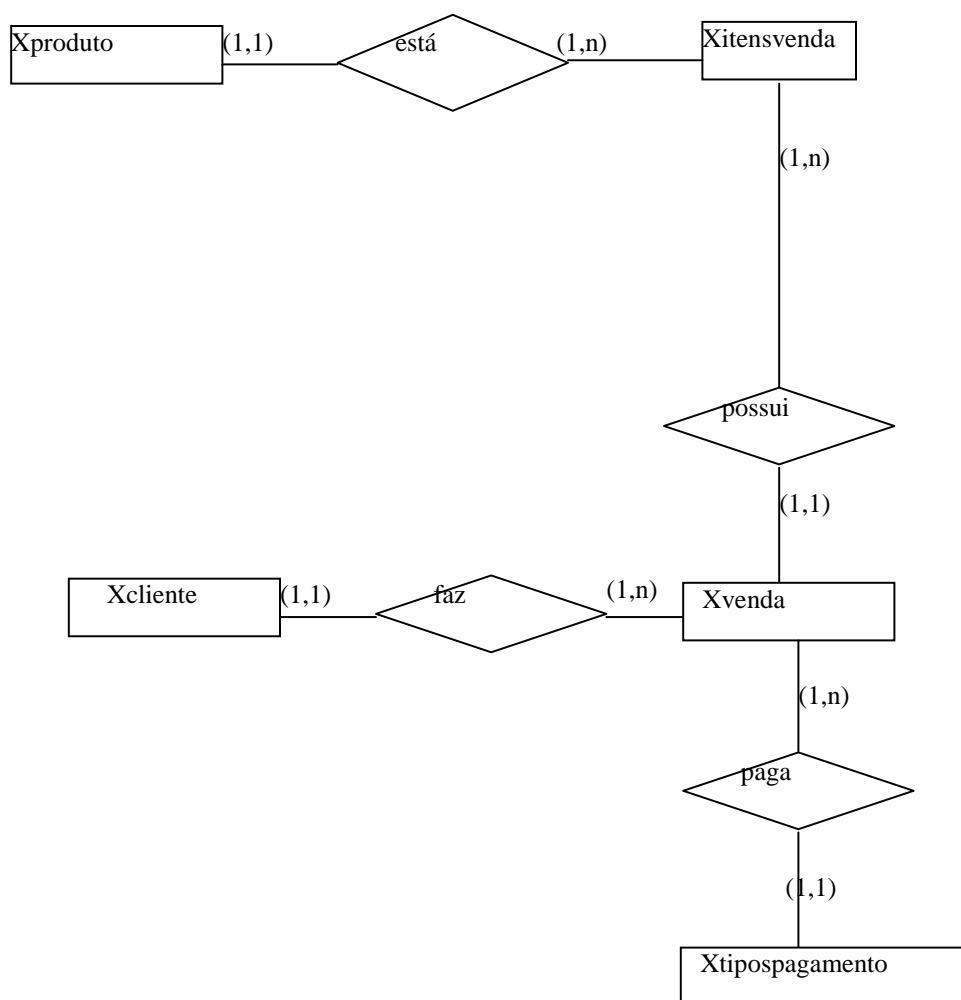 Xproduto (1,1) está (1,n) Xitensvenda
(1,n)
possui
(1,1)
Xcliente (1,1) faz (1,n) Xvenda
(1,n)
paga
(1,1)
Xtipospagamento